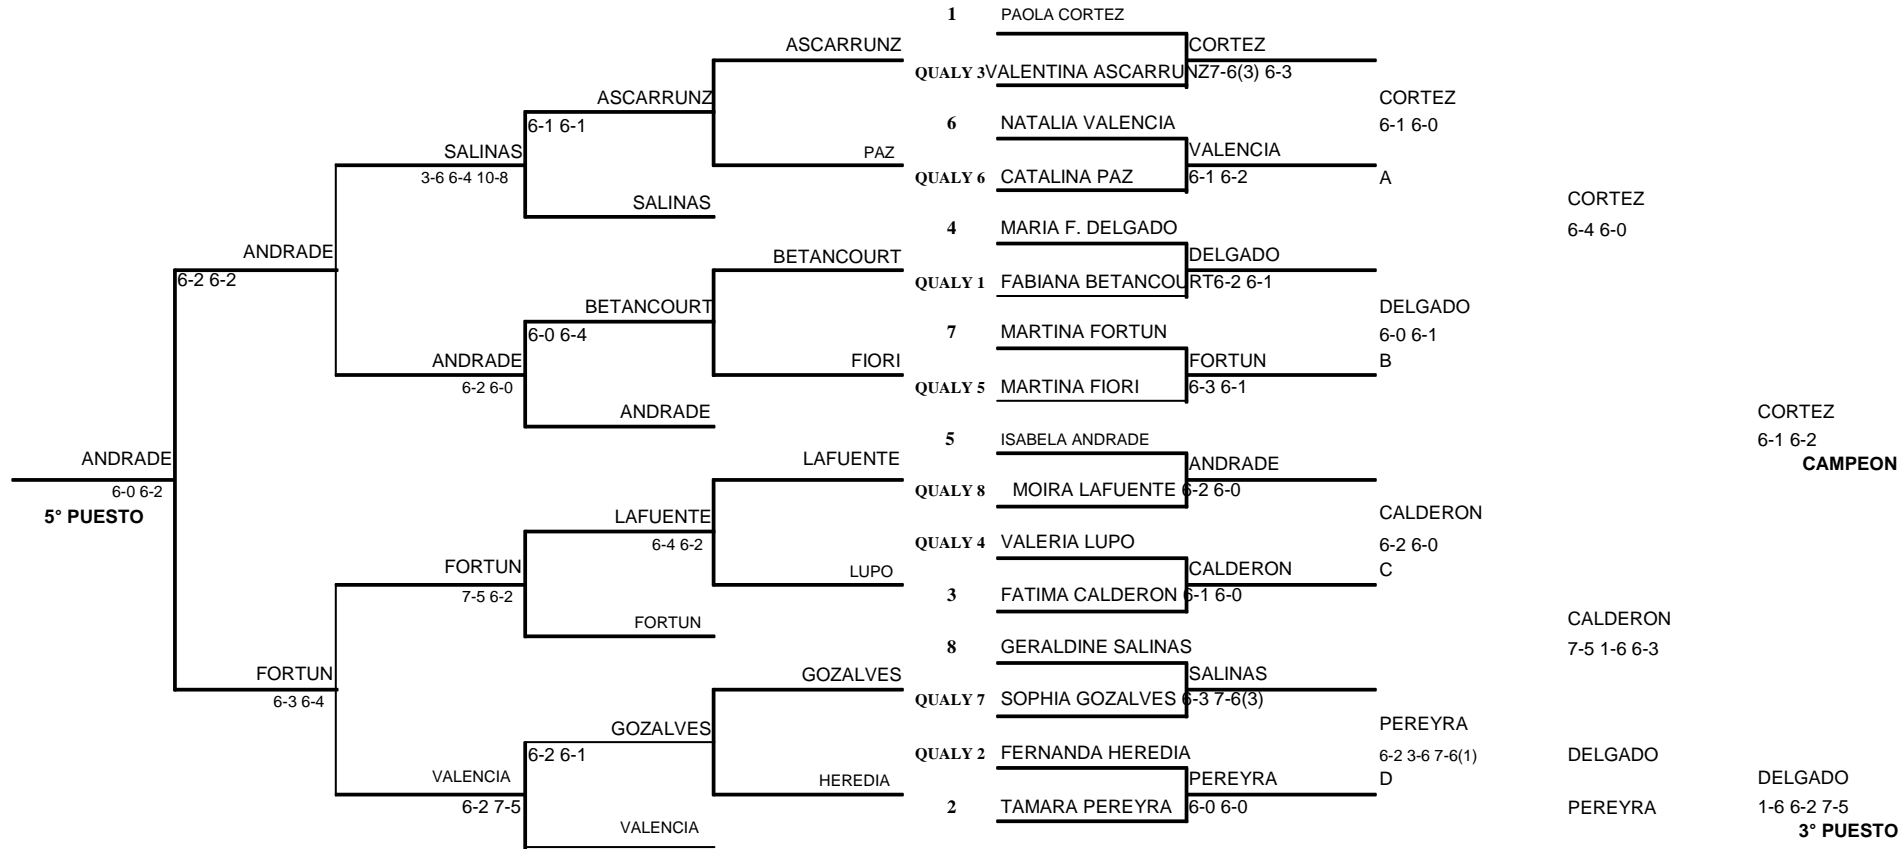 1 PAOLA CORTEZ
ASCARRUNZ CORTEZ
QUALY 3 VALENTINA ASCARRUNZ 7-6(3) 6-3
ASCARRUNZ CORTEZ
6-1 6-1 6 NATALIA VALENCIA 6-1 6-0
SALINAS PAZ VALENCIA
3-6 6-4 10-8 QUALY 6 CATALINA PAZ 6-1 6-2 A
SALINAS CORTEZ
4 MARIA F. DELGADO 6-4 6-0
ANDRADE BETANCOURT DELGADO
6-2 6-2 QUALY 1 FABIANA BETANCOURT 6-2 6-1
BETANCOURT DELGADO
6-0 6-4 7 MARTINA FORTUN 6-0 6-1
ANDRADE FIORI FORTUN B
6-2 6-0 QUALY 5 MARTINA FIORI 6-3 6-1
ANDRADE CORTEZ
5 ISABELA ANDRADE 6-1 6-2
ANDRADE LAFUENTE ANDRADE CAMPEON
6-0 6-2 QUALY 8 MOIRA LAFUENTE 6-2 6-0
5° PUESTO LAFUENTE CALDERON
6-4 6-2 QUALY 4 VALERIA LUPO 6-2 6-0
FORTUN LUPO CALDERON C
7-5 6-2 3 FATIMA CALDERON 6-1 6-0
FORTUN CALDERON
8 GERALDINE SALINAS 7-5 1-6 6-3
FORTUN GOZALVES SALINAS
6-3 6-4 QUALY 7 SOPHIA GOZALVES 6-3 7-6(3)
GOZALVES PEREYRA
6-2 6-1 QUALY 2 FERNANDA HEREDIA 6-2 3-6 7-6(1) DELGADO
VALENCIA HEREDIA PEREYRA D DELGADO
6-2 7-5 2 TAMARA PEREYRA 6-0 6-0 PEREYRA 1-6 6-2 7-5
VALENCIA 3° PUESTO